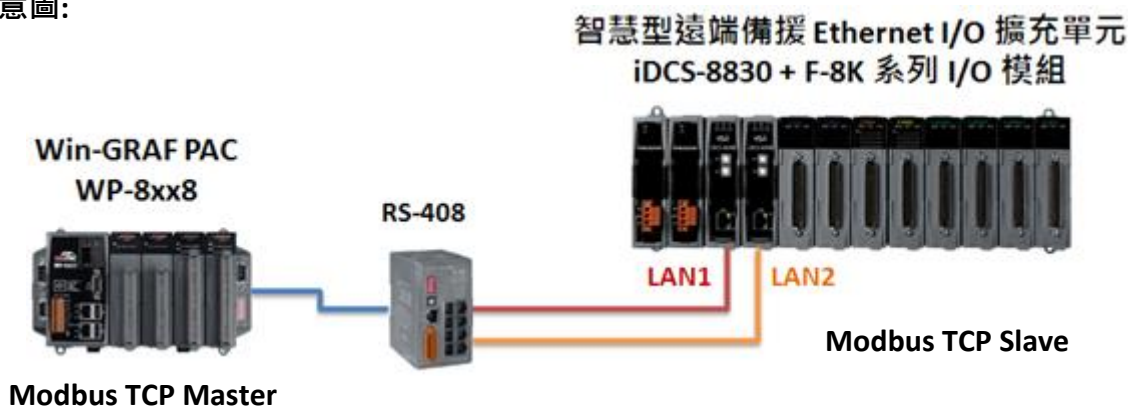 意圖:
智慧型遠端備援 Ethernet I/O 擴充單元
iDCS-8830 + F-8K 系列 I/O 模組
Win-GRAF PAC
WP-8xx8
RS-408
LAN1
LAN2
Modbus TCP Slave
Modbus TCP Master